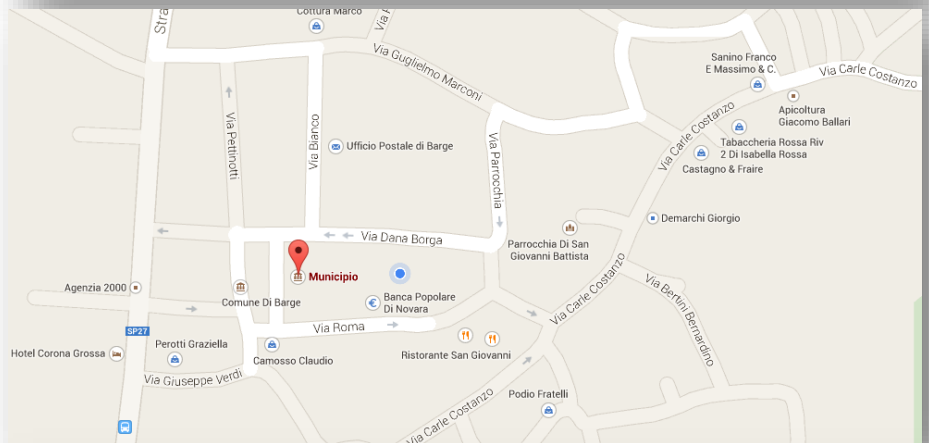 Cottura Marco
Stra
Via F
Via Guglielmo Marconi
Sanino Franco
E Massimo & C.
Via Carle Costanzo
Apicoltura
Giacomo Ballari
Via Pettinotti
Via Bianco
Ufficio Postale di Barge
Via Parrocchia
Via Carle Costanzo
Tabaccheria Rossa Riv
2 Di Isabella Rossa
Castagno & Fraire
Demarchi Giorgio
Via Dana Borga
Parrocchia Di San
Giovanni Battista
Municipio
Agenzia 2000
Comune Di Barge
€
Banca Popolare
Di Novara
Via Carle Costanzo
Via Bertini Bernardino
SP27
Via Roma
Hotel Corona Grossa
Perotti Graziella
Camosso Claudio
Ristorante San Giovanni
Via Giuseppe Verdi
Podio Fratelli
Via Carle Costanzo